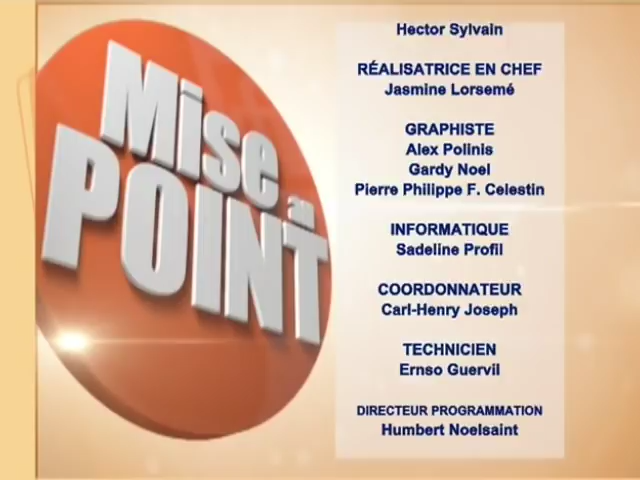 Mise au
POINT
Hector Sylvain
RÉALISATRICE EN CHEF
Jasmine Lorsemé
GRAPHISTE
Alex Polinis
Gardy Noel
Pierre Philippe F. Celestin
INFORMATIQUE
Sadeline Profil
COORDONNATEUR
Carl-Henry Joseph
TECHNICIEN
Ernso Guervil
DIRECTEUR PROGRAMMATION
Humbert Noelsaint